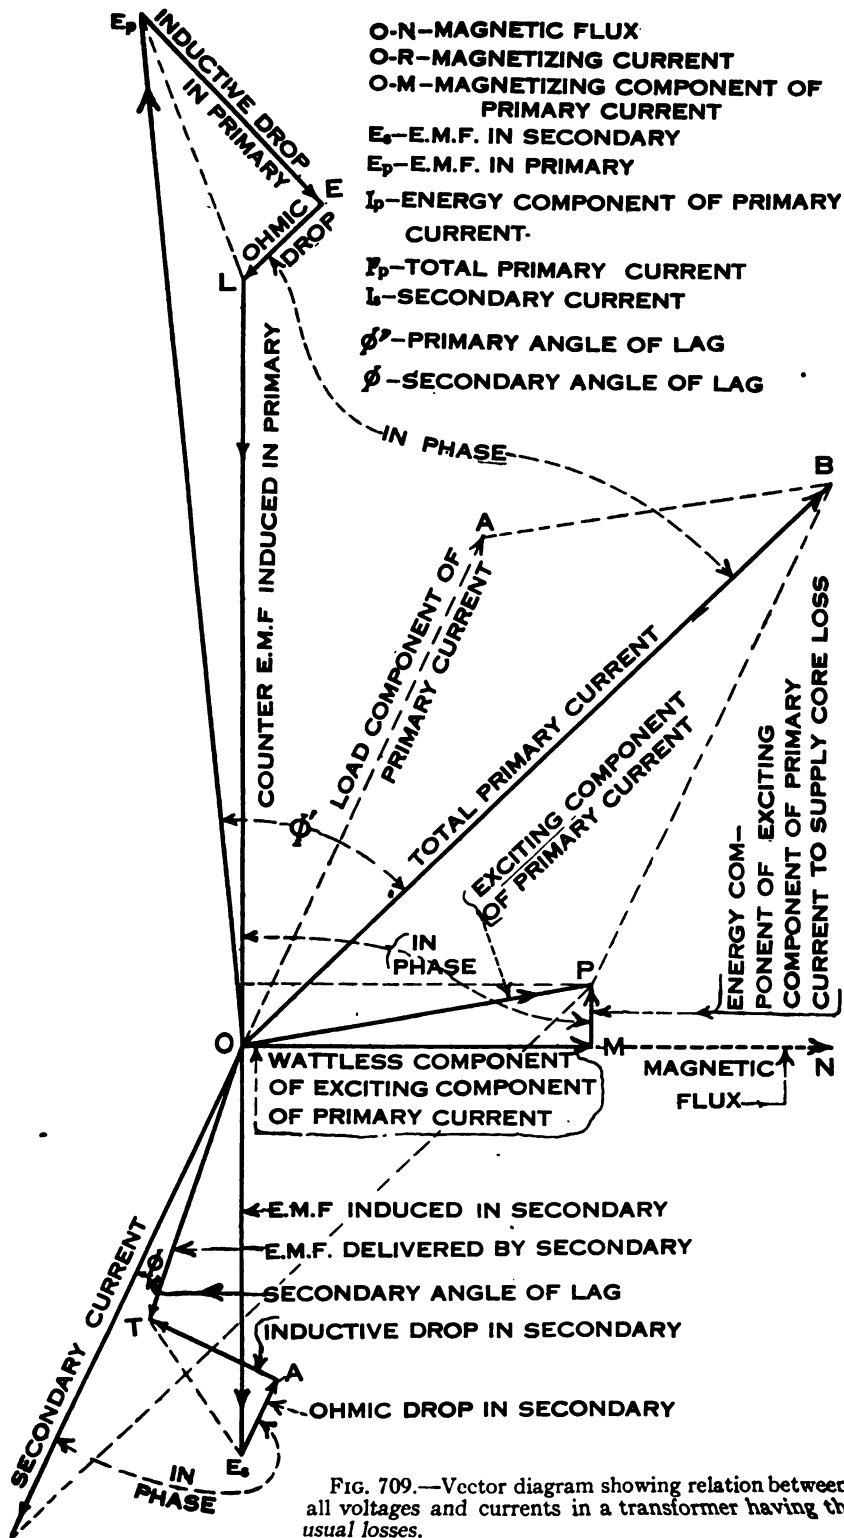 O-N-MAGNETIC FLUX
O-R-MAGNETIZING CURRENT
O-M-MAGNETIZING COMPONENT OF
PRIMARY CURRENT
Es-E.M.F. IN SECONDARY
Ep-E.M.F. IN PRIMARY
Ip-ENERGY COMPONENT OF PRIMARY
CURRENT.
I'p-TOTAL PRIMARY CURRENT
Is-SECONDARY CURRENT
ϕ'-PRIMARY ANGLE OF LAG
ϕ-SECONDARY ANGLE OF LAG
Ep
INDUCTIVE DROP
IN PRIMARY
E
OHMIC
DROP
L
COUNTER E.M.F INDUCED IN PRIMARY
IN PHASE
B
A
LOAD COMPONENT OF
PRIMARY CURRENT
TOTAL PRIMARY CURRENT
EXCITING COMPONENT
OF PRIMARY CURRENT
ENERGY COM-
PONENT OF EXCITING
COMPONENT OF PRIMARY
CURRENT TO SUPPLY CORE LOSS
ϕ'
IN
PHASE
P
O
M
N
WATTLESS COMPONENT
OF EXCITING COMPONENT
OF PRIMARY CURRENT
MAGNETIC
FLUX
E.M.F INDUCED IN SECONDARY
E.M.F. DELIVERED BY SECONDARY
ϕ
SECONDARY ANGLE OF LAG
T
INDUCTIVE DROP IN SECONDARY
A
OHMIC DROP IN SECONDARY
SECONDARY CURRENT
Es
IN
PHASE
FIG. 709.—Vector diagram showing relation between
all voltages and currents in a transformer having th
usual losses.